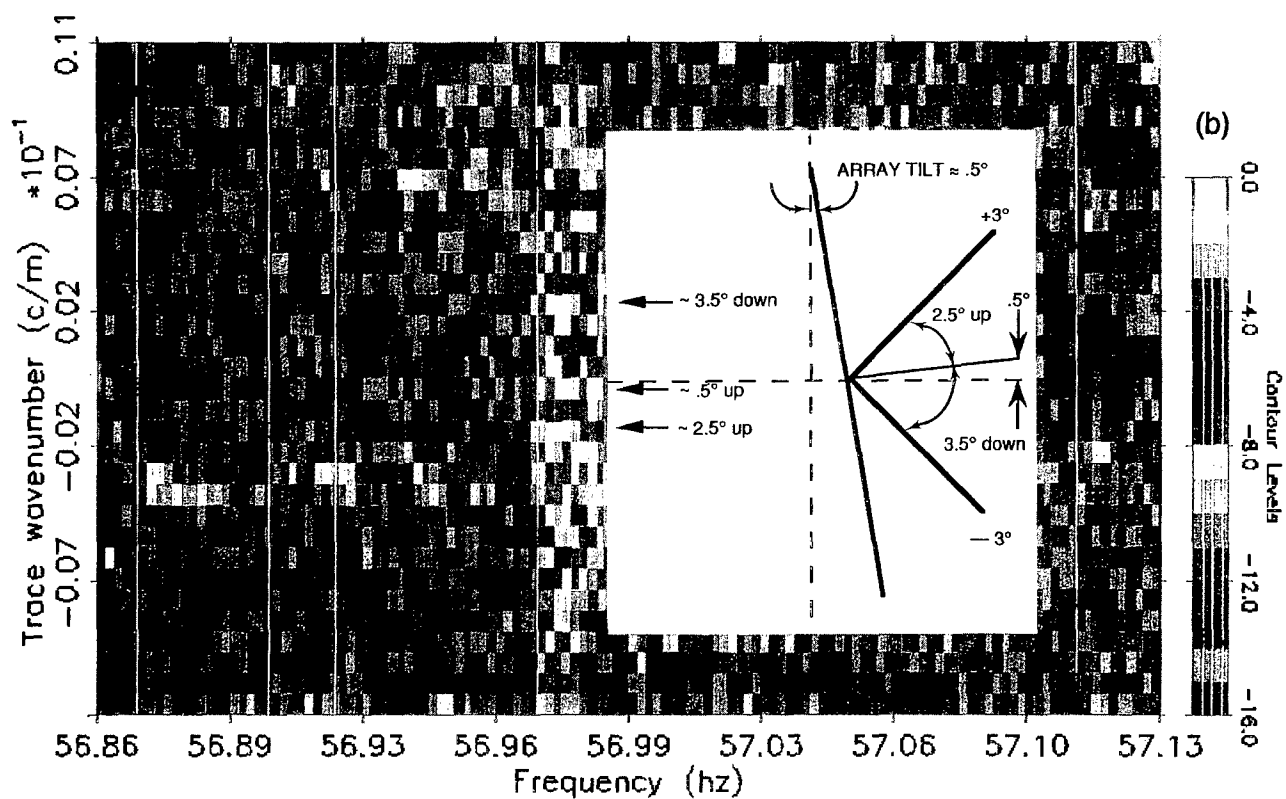 (b)
Trace wavenumber (c/m) *10⁻¹
0.11
0.07
0.02
-0.02
-0.07
ARRAY TILT ≈ .5°
+3°
~ 3.5° down
2.5° up
.5°
~ .5° up
~ 2.5° up
3.5° down
— 3°
0.0
-4.0
-8.0
-12.0
-16.0
Contour Levels
56.86 56.89 56.93 56.96 56.99 57.03 57.06 57.10 57.13
Frequency (hz)